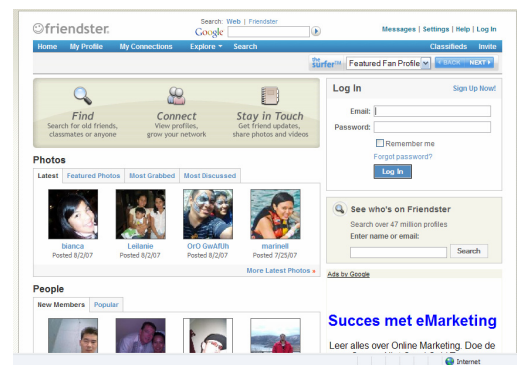 Search: Web | Friendster
friendster.
Google
Messages | Settings | Help | Log In
Home My Profile My Connections Explore Search Classifieds Invite
the surfer™ Featured Fan Profile BACK NEXT
Find
Search for old friends,
classmates or anyone
Connect
View profiles,
grow your network
Stay in Touch
Get friend updates,
share photos and videos
Log In Sign Up Now!
Email:
Password:
Remember me
Forgot password?
Log In
Photos
Latest Featured Photos Most Grabbed Most Discussed
bianca
Posted 8/2/07
Leilanie
Posted 8/2/07
OrO GwAfUh
Posted 8/2/07
marinell
Posted 7/25/07
More Latest Photos »
See who's on Friendster
Search over 47 million profiles
Enter name or email:
Search
People
New Members Popular
Ads by Google
Succes met eMarketing
Leer alles over Online Marketing. Doe de
Internet